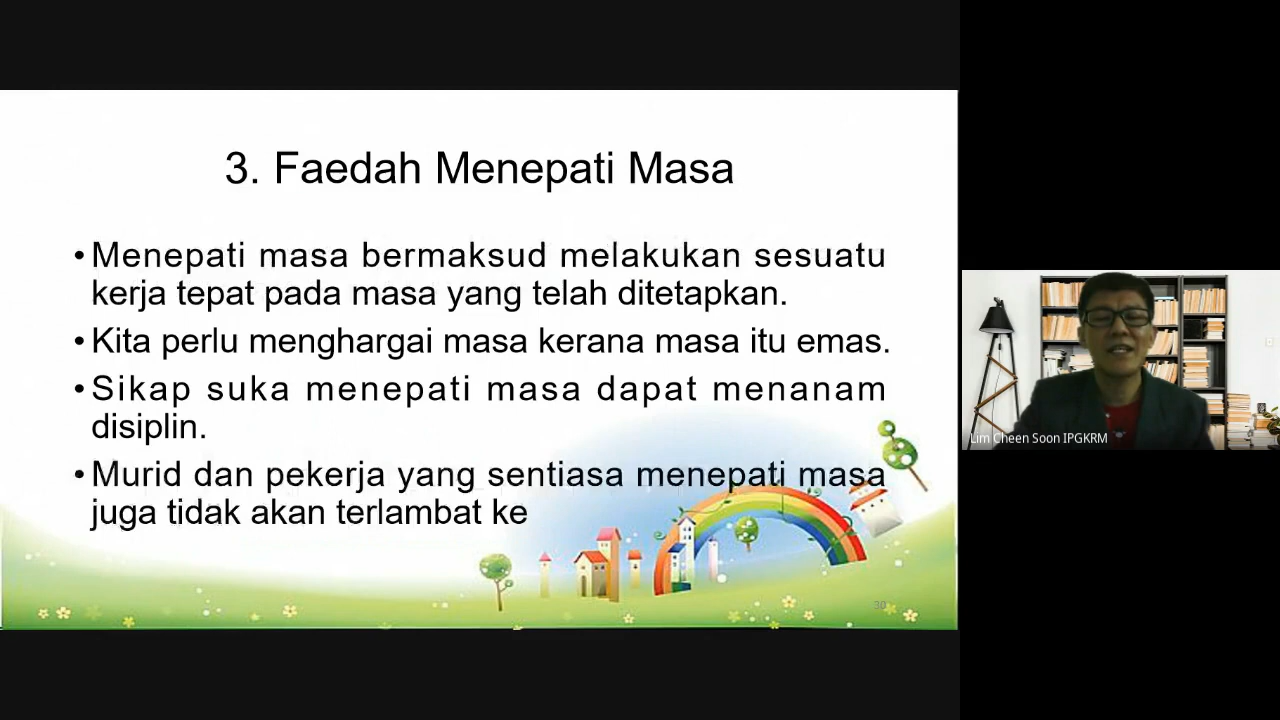 3. Faedah Menepati Masa
•Menepati masa bermaksud melakukan sesuatu
kerja tepat pada masa yang telah ditetapkan.
•Kita perlu menghargai masa kerana masa itu emas.
•Sikap suka menepati masa dapat menanam
disiplin.
•Murid dan pekerja yang sentiasa menepati masa
juga tidak akan terlambat ke
Lim Cheen Soon IPGKRM